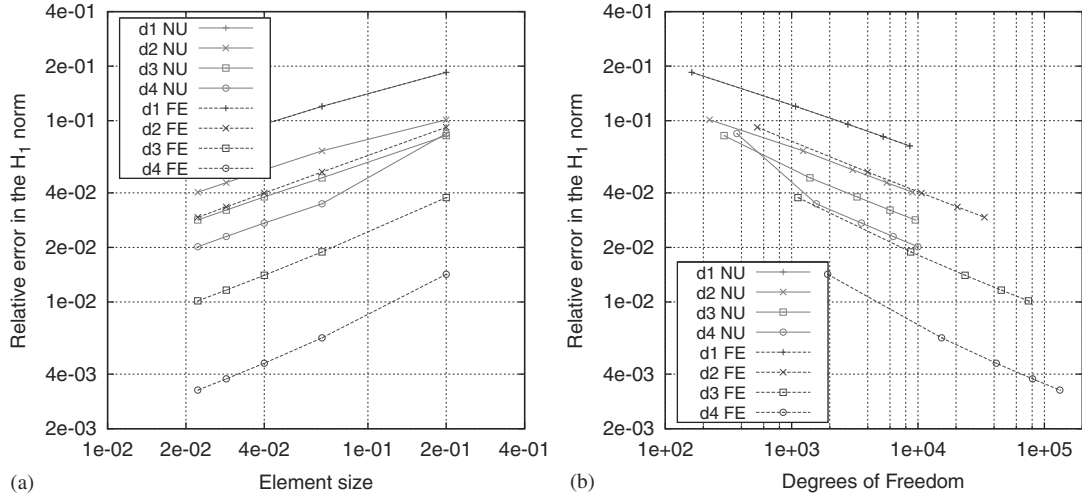 4e-01
2e-01
1e-01
4e-02
2e-02
1e-02
4e-03
2e-03
Relative error in the H1 norm
d1 NU
d2 NU
d3 NU
d4 NU
d1 FE
d2 FE
d3 FE
d4 FE
1e-02 2e-02 4e-02 1e-01 2e-01 4e-01
(a) Element size
4e-01
2e-01
1e-01
4e-02
2e-02
1e-02
4e-03
2e-03
Relative error in the H1 norm
d1 NU
d2 NU
d3 NU
d4 NU
d1 FE
d2 FE
d3 FE
d4 FE
1e+02 1e+03 1e+04 1e+05
(b) Degrees of Freedom